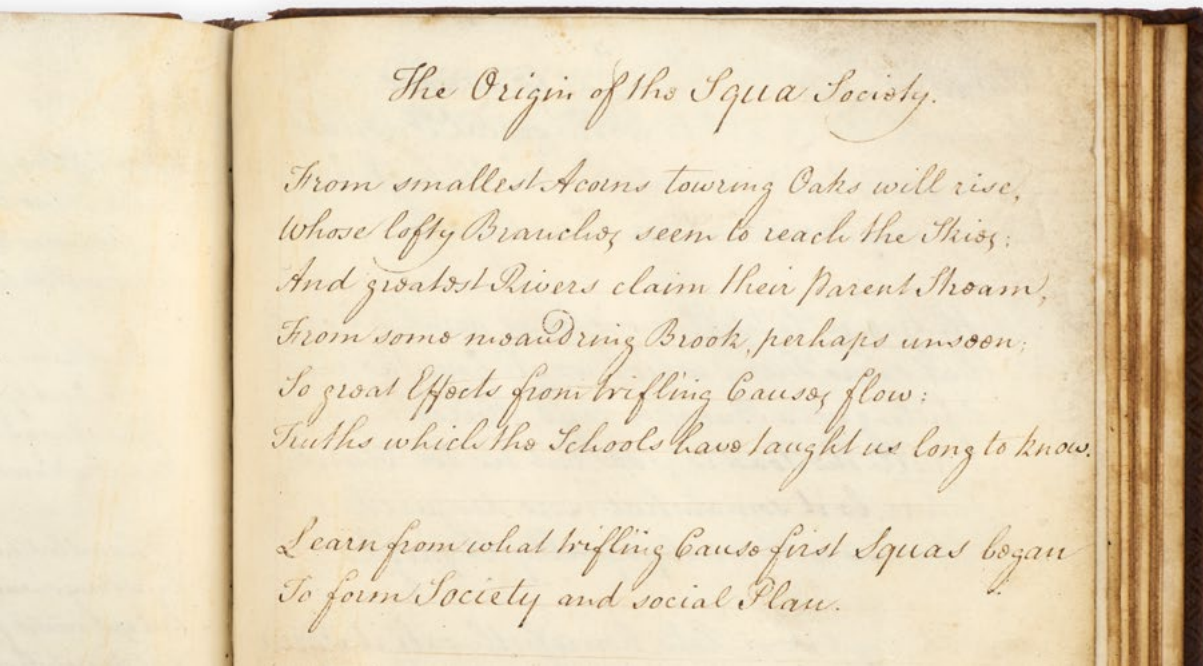 The Origin of the Squa Society.
From smallest Acorns towring Oaks will rise,
Whose lofty Branches seem to reach the Skies;
And greatest Rivers claim their Parent Stream,
From some meandring Brook, perhaps unseen;
So great Effects from trifling Causes flow:
Truths which the Schools have taught us long to know.
Learn from what trifling Cause first Squas began
To form Society and social Plan.